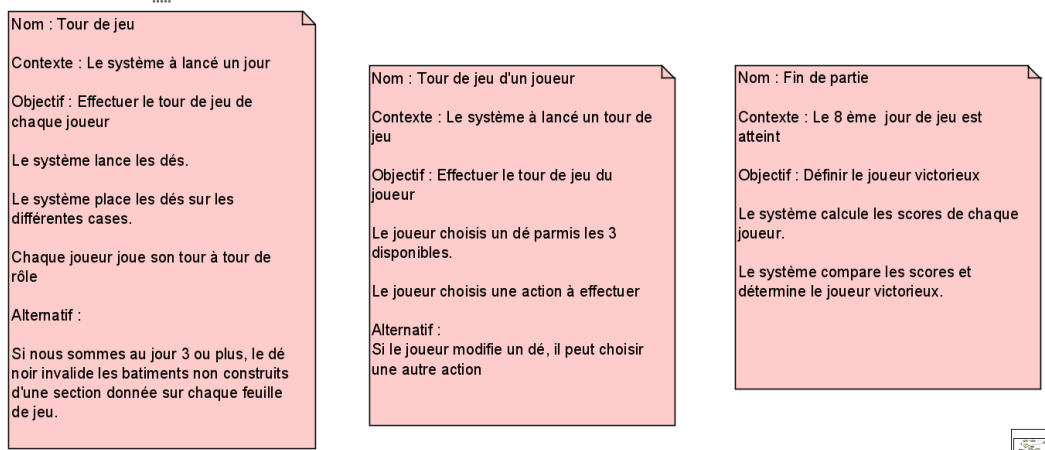 Nom : Tour de jeu
Contexte : Le système à lancé un jour
Objectif : Effectuer le tour de jeu de
chaque joueur
Le système lance les dés.
Le système place les dés sur les
différentes cases.
Chaque joueur joue son tour à tour de
rôle
Alternatif :
Si nous sommes au jour 3 ou plus, le dé
noir invalide les batiments non construits
d'une section donnée sur chaque feuille
de jeu.
Nom : Tour de jeu d'un joueur
Contexte : Le système à lancé un tour de
jeu
Objectif : Effectuer le tour de jeu du
joueur
Le joueur choisis un dé parmis les 3
disponibles.
Le joueur choisis une action à effectuer
Alternatif :
Si le joueur modifie un dé, il peut choisir
une autre action
Nom : Fin de partie
Contexte : Le 8 ème  jour de jeu est
atteint
Objectif : Définir le joueur victorieux
Le système calcule les scores de chaque
joueur.
Le système compare les scores et
détermine le joueur victorieux.